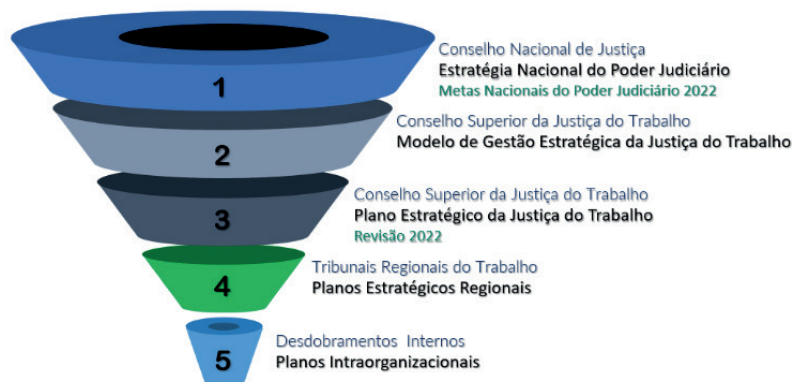 1
Conselho Nacional de Justiça
Estratégia Nacional do Poder Judiciário
Metas Nacionais do Poder Judiciário 2022
2
Conselho Superior da Justiça do Trabalho
Modelo de Gestão Estratégica da Justiça do Trabalho
3
Conselho Superior da Justiça do Trabalho
Plano Estratégico da Justiça do Trabalho
Revisão 2022
4
Tribunais Regionais do Trabalho
Planos Estratégicos Regionais
5
Desdobramentos Internos
Planos Intraorganizacionais